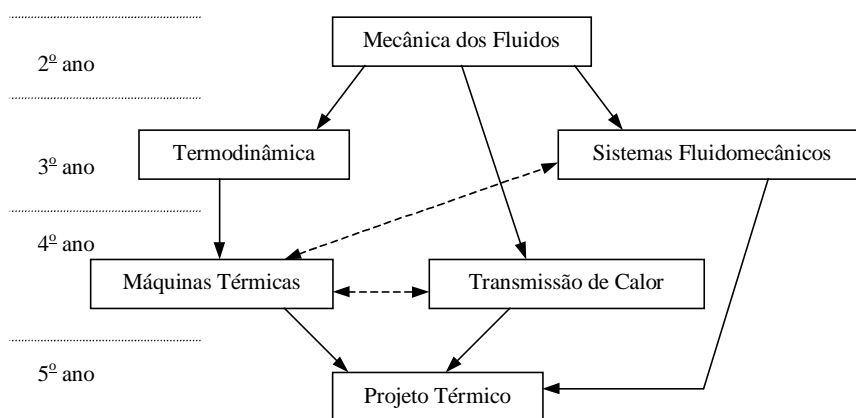 Mecânica dos Fluidos
2º ano
Termodinâmica
Sistemas Fluidomecânicos
3º ano
4º ano
Máquinas Térmicas
Transmissão de Calor
5º ano
Projeto Térmico